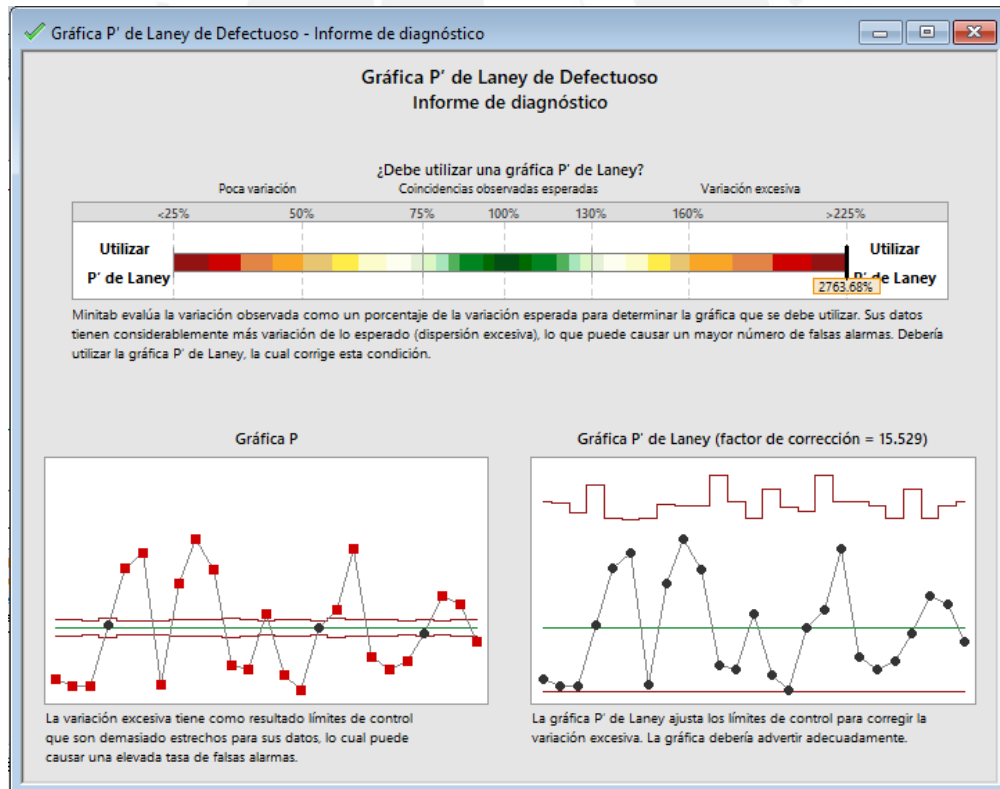 Gráfica P' de Laney de Defectuoso - Informe de diagnóstico
Gráfica P' de Laney de Defectuoso
Informe de diagnóstico
¿Debe utilizar una gráfica P' de Laney?
Poca variación Coincidencias observadas esperadas Variación excesiva
<25% 50% 75% 100% 130% 160% >225%
Utilizar Utilizar
P' de Laney P' de Laney
2763.68%
Minitab evalúa la variación observada como un porcentaje de la variación esperada para determinar la gráfica que se debe utilizar. Sus datos
tienen considerablemente más variación de lo esperado (dispersión excesiva), lo que puede causar un mayor número de falsas alarmas. Debería
utilizar la gráfica P' de Laney, la cual corrige esta condición.
Gráfica P
La variación excesiva tiene como resultado límites de control
que son demasiado estrechos para sus datos, lo cual puede
causar una elevada tasa de falsas alarmas.
Gráfica P' de Laney (factor de corrección = 15.529)
La gráfica P' de Laney ajusta los límites de control para corregir la
variación excesiva. La gráfica debería advertir adecuadamente.